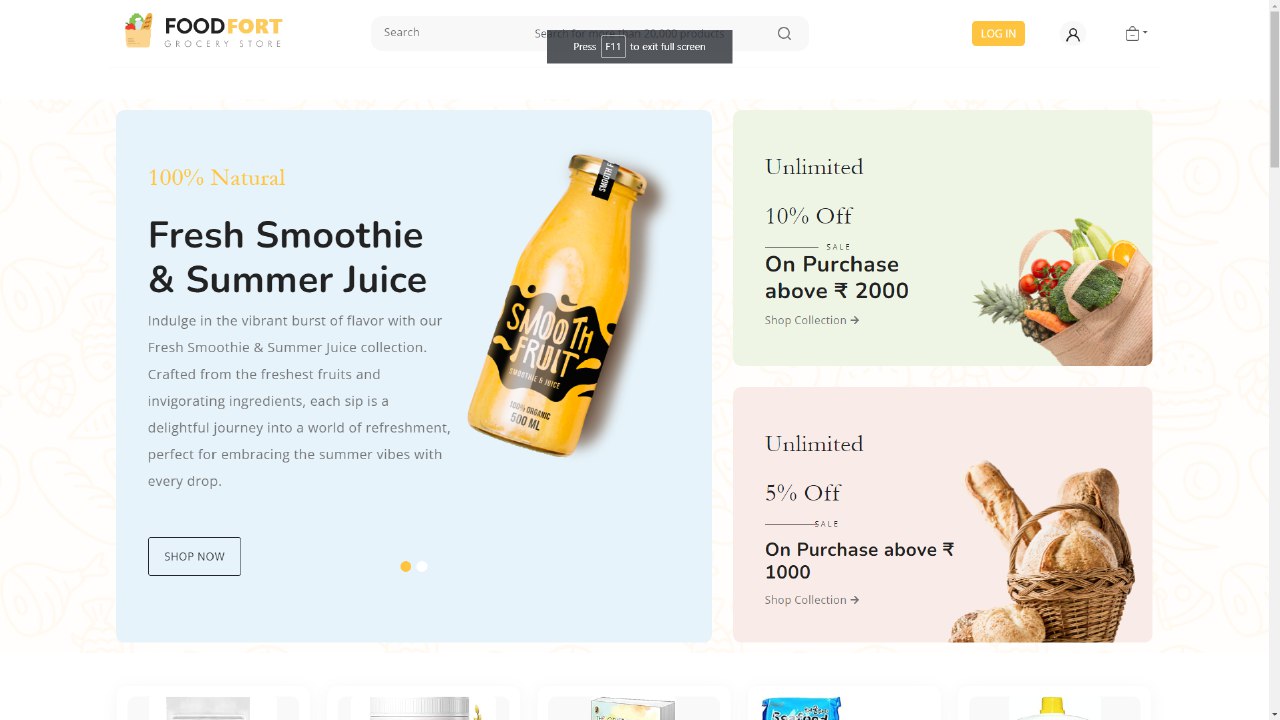 FOODFORT
GROCERY STORE
Search
Search for more than 20,000 products
LOG IN
Press F11 to exit full screen
100% Natural
Fresh Smoothie
& Summer Juice
Indulge in the vibrant burst of flavor with our
Fresh Smoothie & Summer Juice collection.
Crafted from the freshest fruits and
invigorating ingredients, each sip is a
delightful journey into a world of refreshment,
perfect for embracing the summer vibes with
every drop.
SHOP NOW
SMOOTH F
SMOOTH
FRUIT
SMOOTHIE & JUICE
100% ORGANIC
500 ML
Unlimited
10% Off
SALE
On Purchase
above ₹ 2000
Shop Collection →
Unlimited
5% Off
SALE
On Purchase above ₹
1000
Shop Collection →